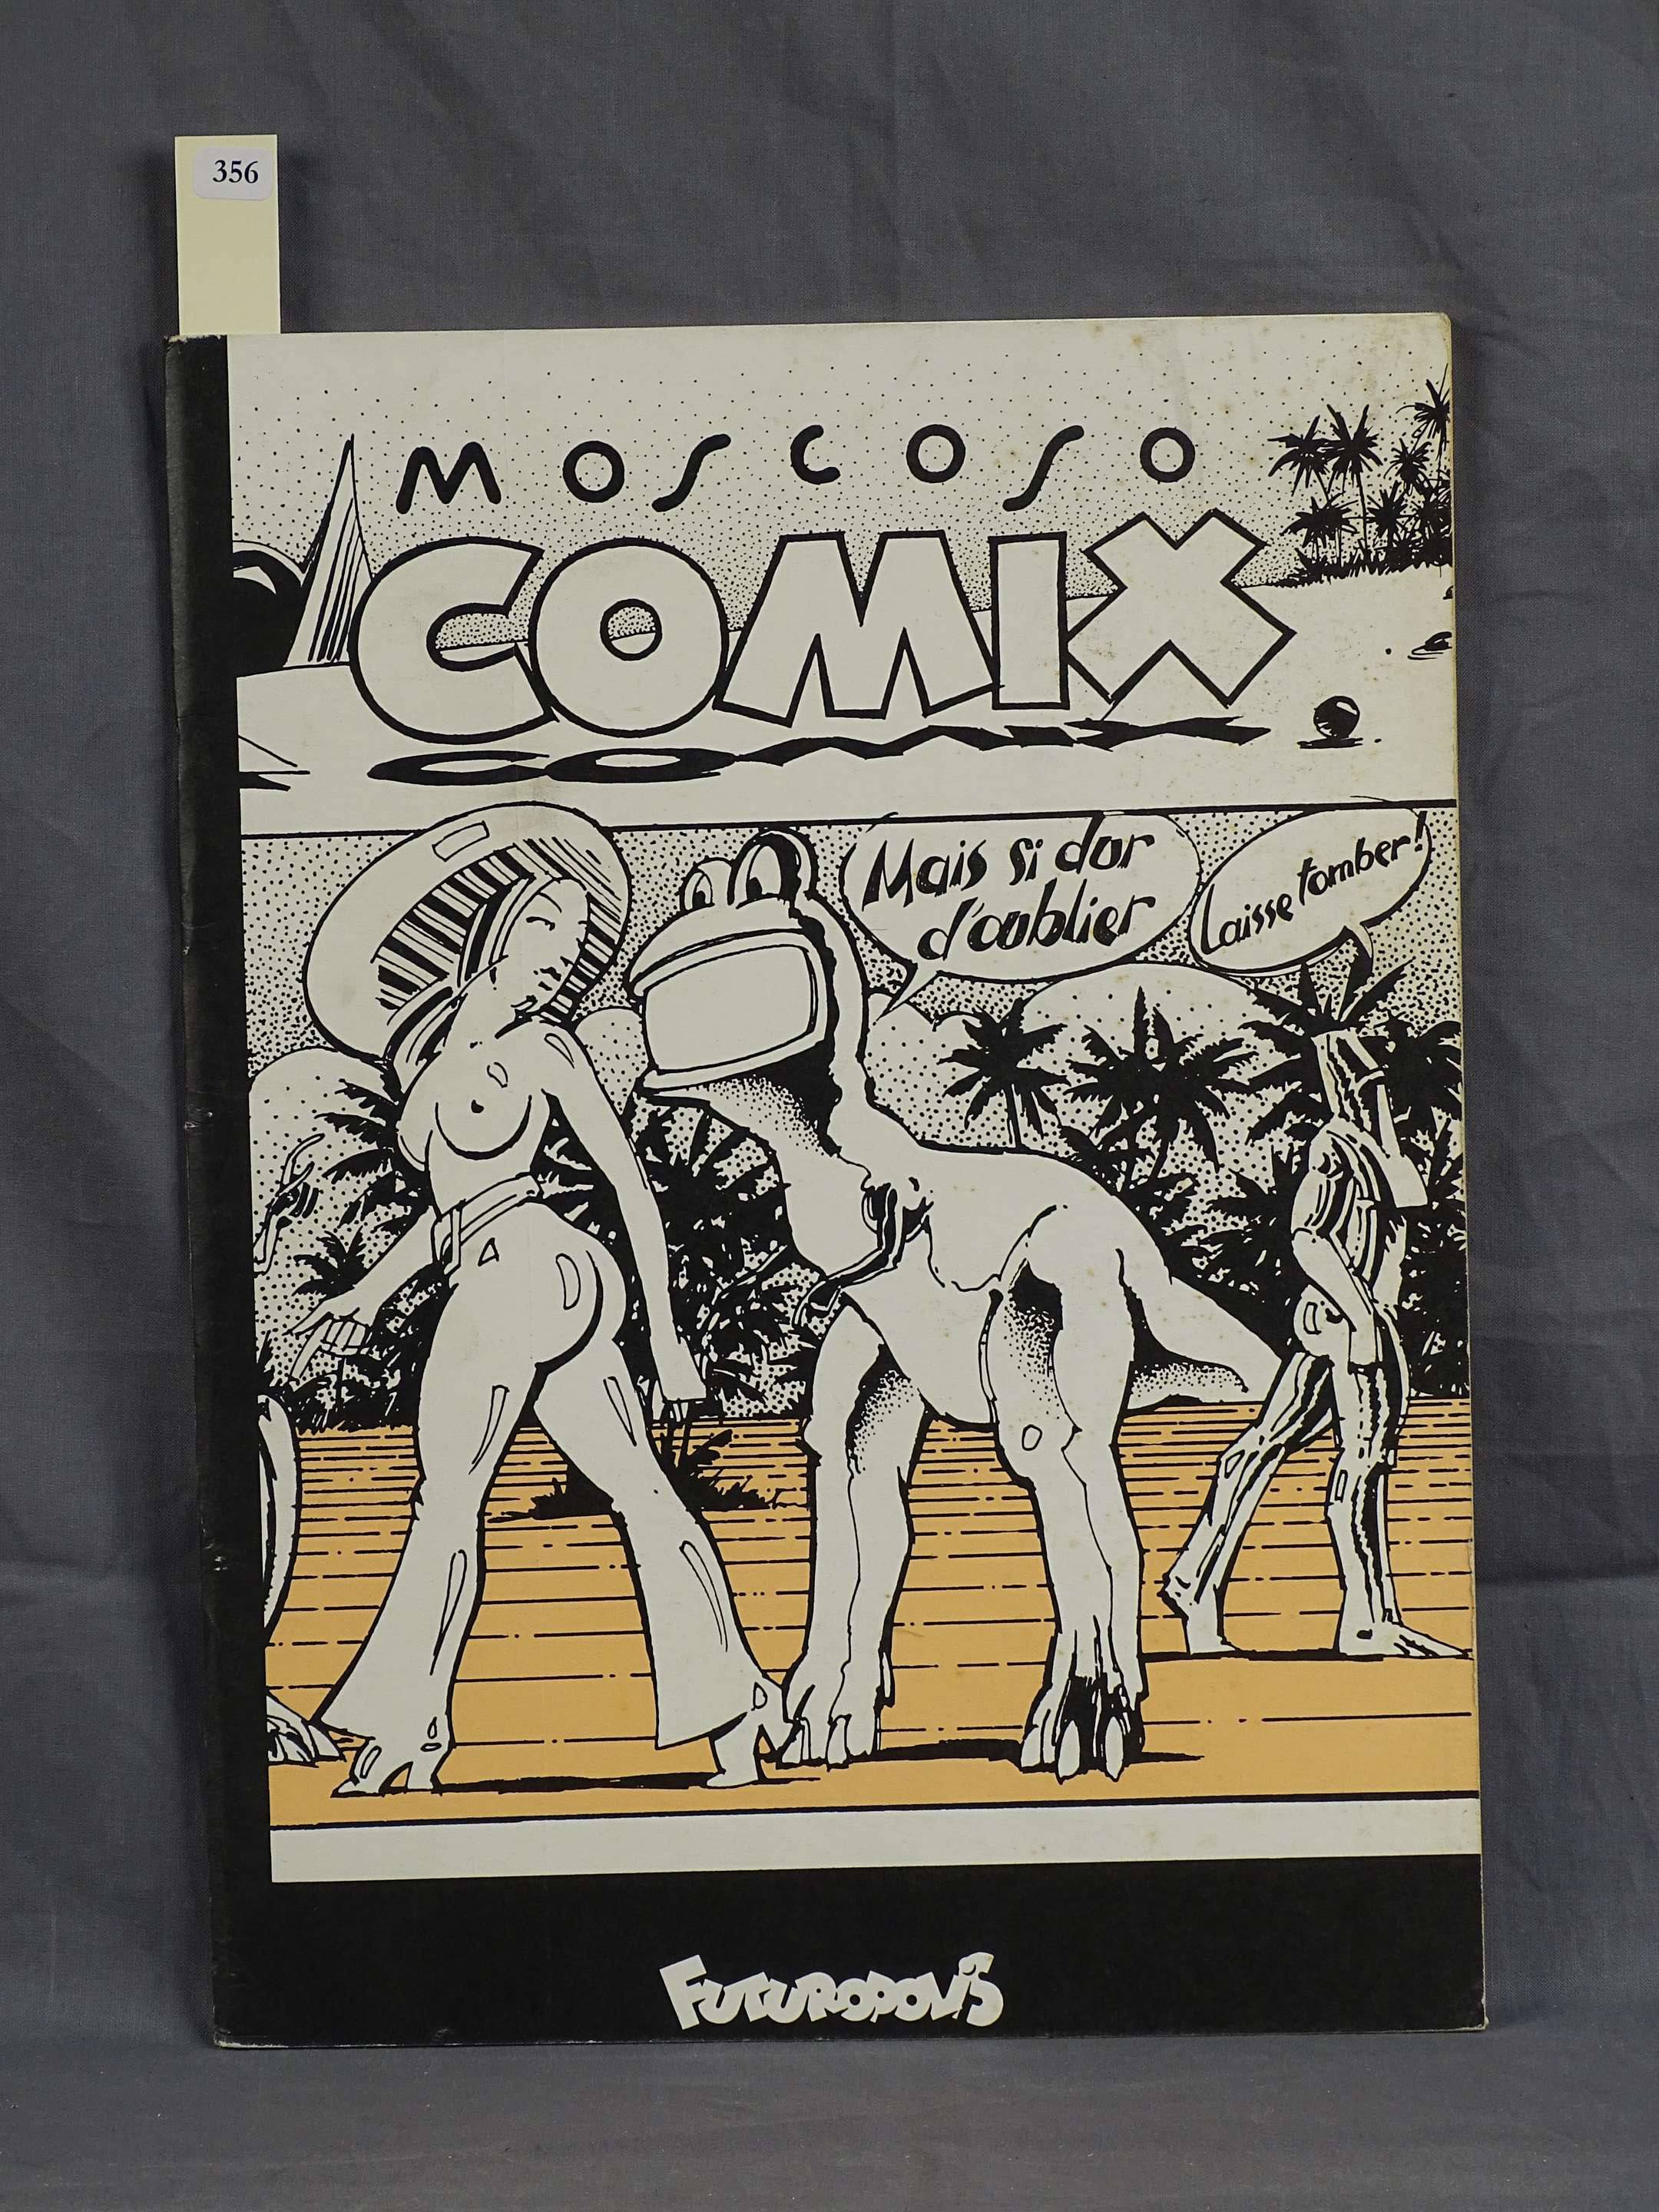 356
MOSCOSO
COMIX
Mais si dur
d'oublier
Laisse tomber!
FUTUROPOLIS